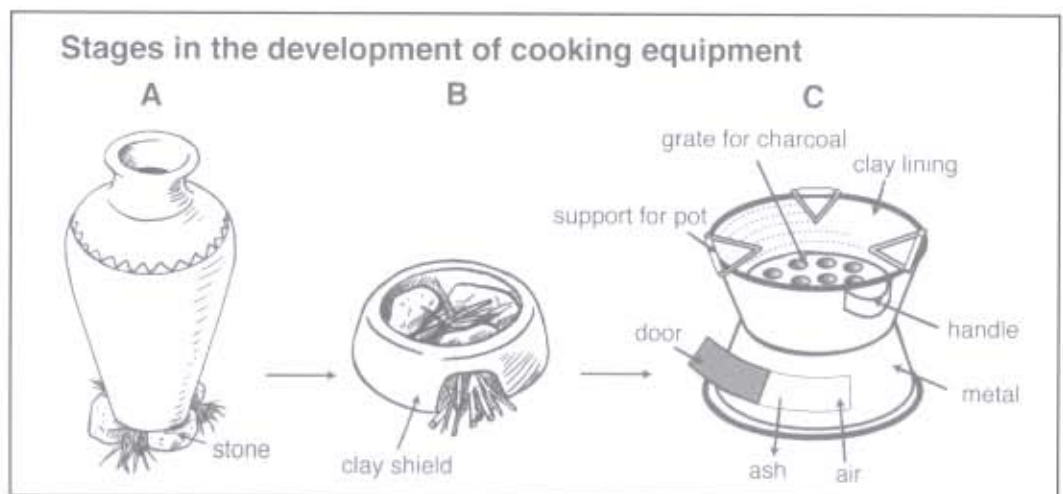 Stages in the development of cooking equipment
A
B
C
grate for charcoal
clay lining
support for pot
door
handle
metal
stone
clay shield
ash
air